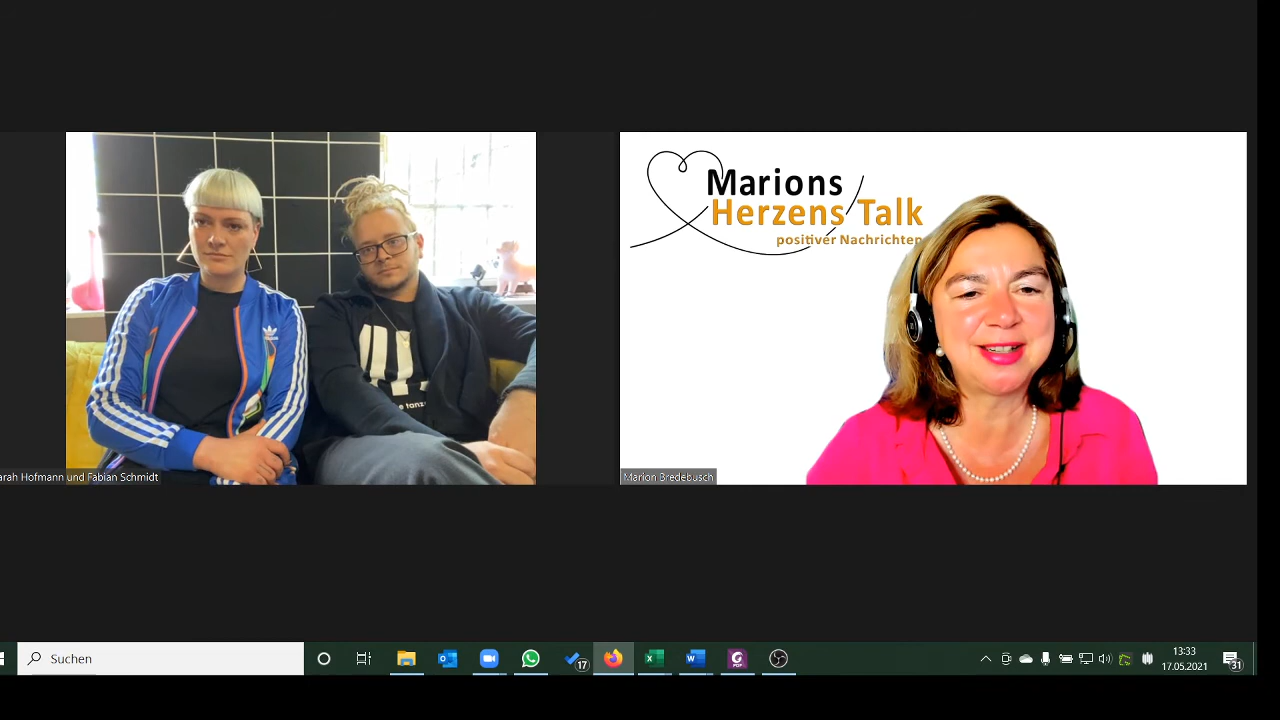 Marions
Herzens Talk
positiver Nachrichten
e tanz
arah Hofmann und Fabian Schmidt
Marion Bredebusch
Suchen
17
13:33
17.05.2021
31